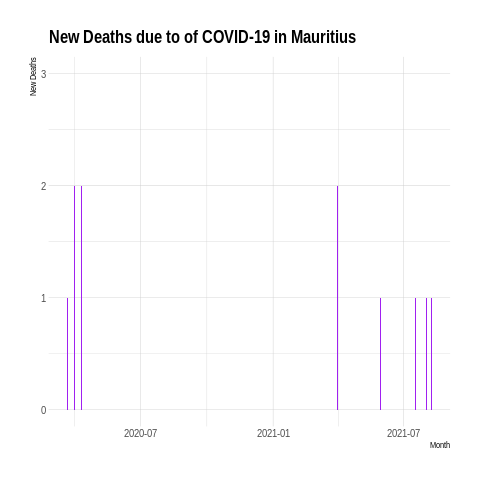 New Deaths due to of COVID-19 in Mauritius
New Deaths
3
2
1
0
2020-07
2021-01
2021-07
Month